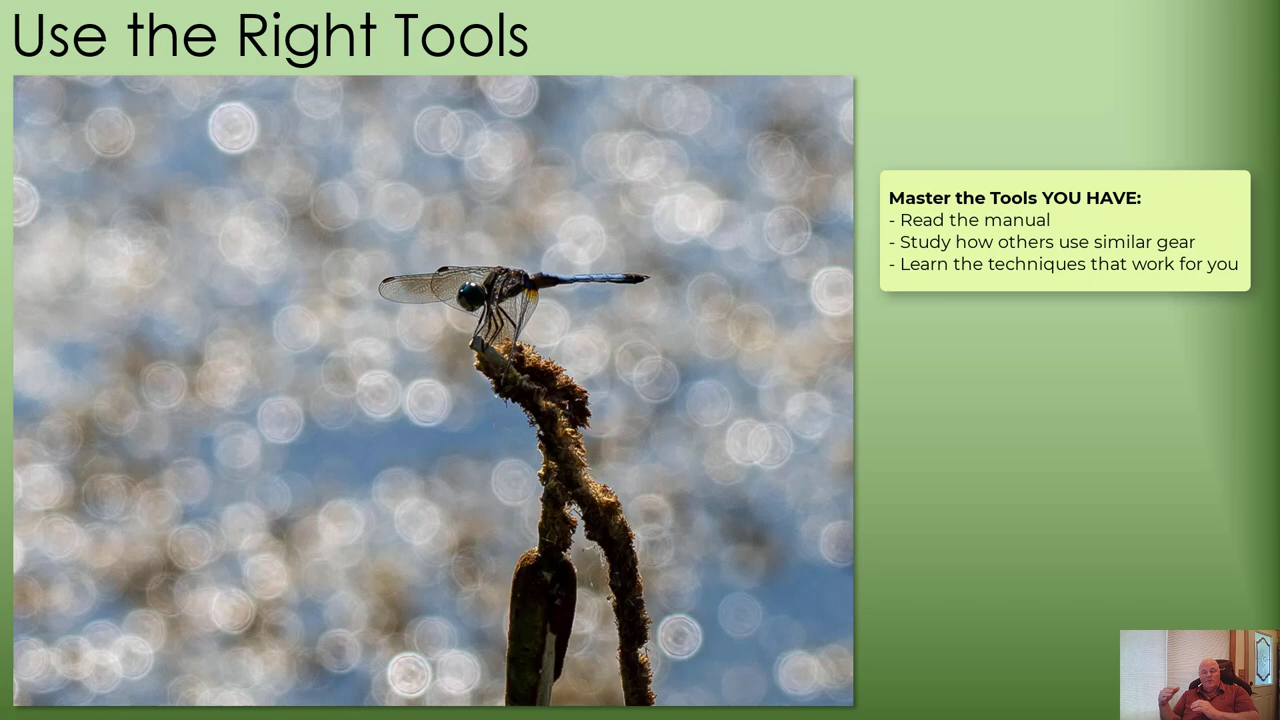 Use the Right Tools
Master the Tools YOU HAVE:
- Read the manual
- Study how others use similar gear
- Learn the techniques that work for you